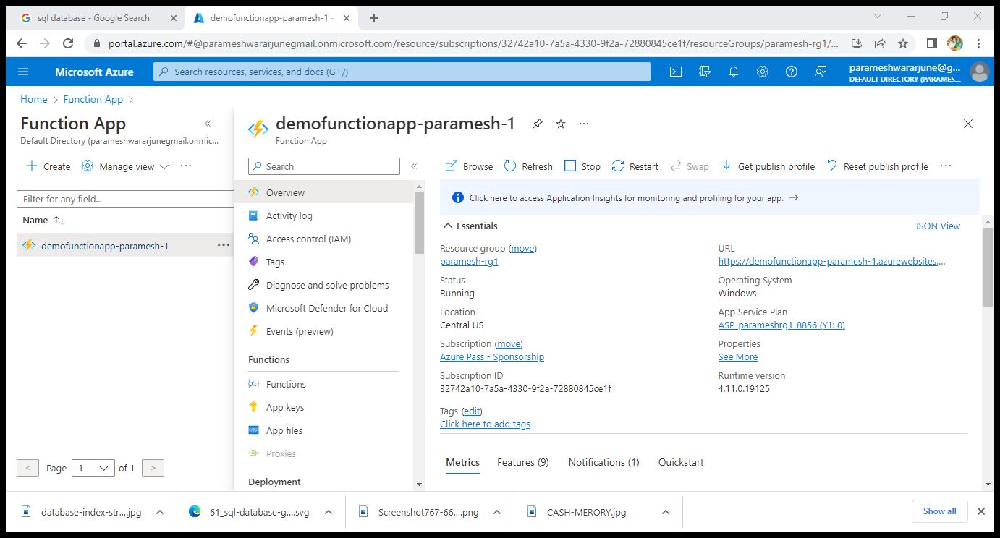 sql database - Google Search
demofunctionapp-paramesh-1 -
portal.azure.com/#@parameshwararjunegmail.onmicrosoft.com/resource/subscriptions/32742a10-7a5a-4330-9f2a-72880845ce1f/resourceGroups/paramesh-rg1/...
Microsoft Azure
Search resources, services, and docs (G+/)
parameshwararjune@g...
DEFAULT DIRECTORY (PARAMES...
Home > Function App >
Function App
Default Directory (parameshwararjunegmail.onmic...
+ Create
Manage view
...
Filter for any field...
Name
demofunctionapp-paramesh-1
...
< Page 1 of 1 >
demofunctionapp-paramesh-1
...
Function App
Search
Overview
Activity log
Access control (IAM)
Tags
Diagnose and solve problems
Microsoft Defender for Cloud
Events (preview)
Functions
Functions
App keys
App files
Proxies
Deployment
Browse
Refresh
Stop
Restart
Swap
Get publish profile
Reset publish profile
...
Click here to access Application Insights for monitoring and profiling for your app.
Essentials
JSON View
Resource group (move)
paramesh-rg1
Status
Running
Location
Central US
Subscription (move)
Azure Pass - Sponsorship
Subscription ID
32742a10-7a5a-4330-9f2a-72880845ce1f
Tags (edit)
Click here to add tags
URL
https://demofunctionapp-paramesh-1.azurewebsites....
Operating System
Windows
App Service Plan
ASP-parameshrg1-8856 (Y1: 0)
Properties
See More
Runtime version
4.11.0.19125
Metrics
Features (9)
Notifications (1)
Quickstart
database-index-str....jpg
61_sql-database-g....svg
Screenshot767-66....png
CASH-MERORY.jpg
Show all